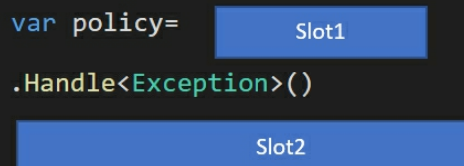 var policy= Slot1
.Handle<Exception>()
Slot2